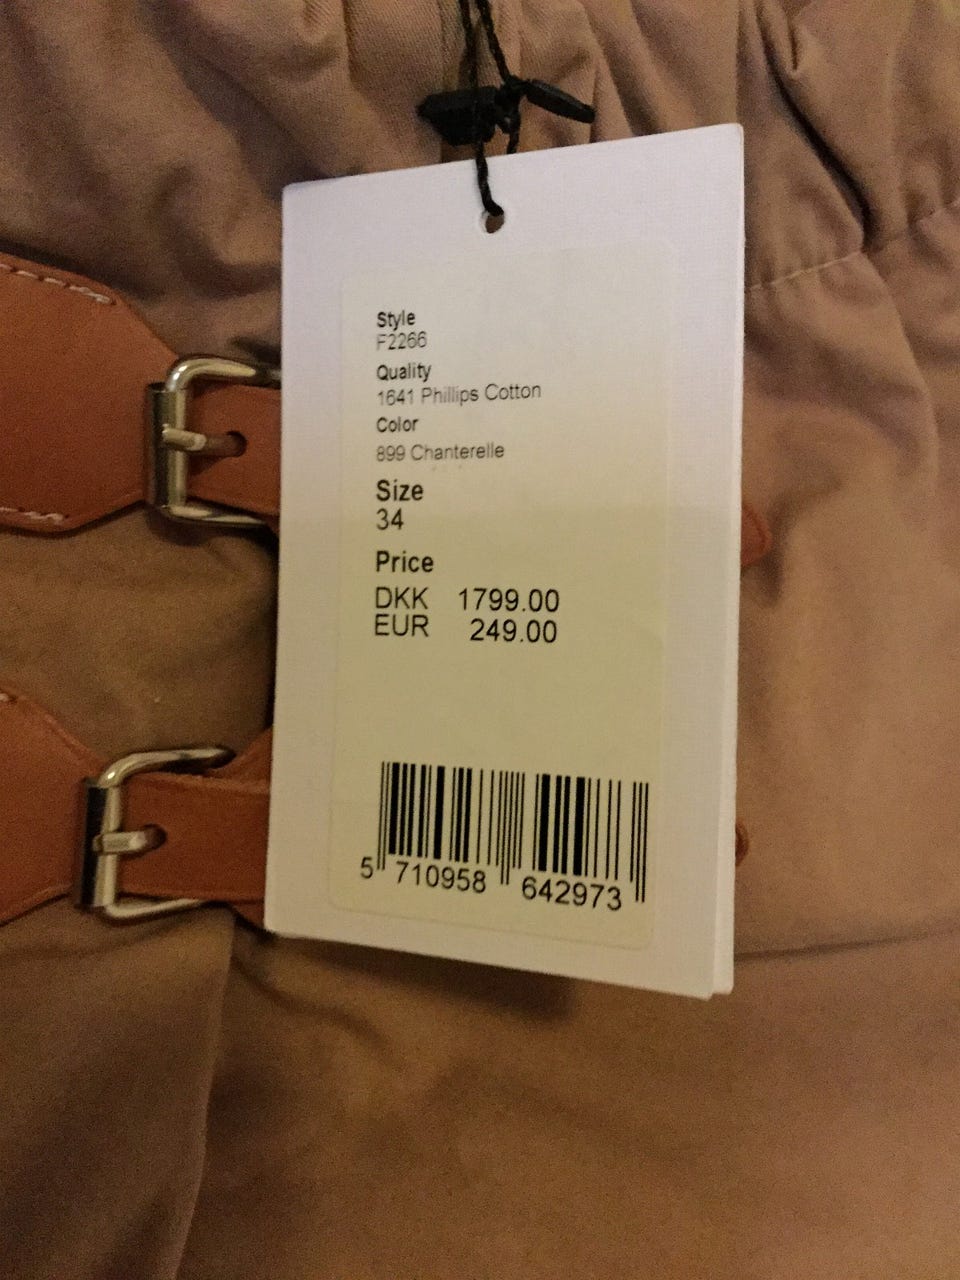 Style
F2266
Quality
1641 Phillips Cotton
Color
899 Chanterelle
Size
34
Price
DKK 1799.00
EUR 249.00
5 710958 642973